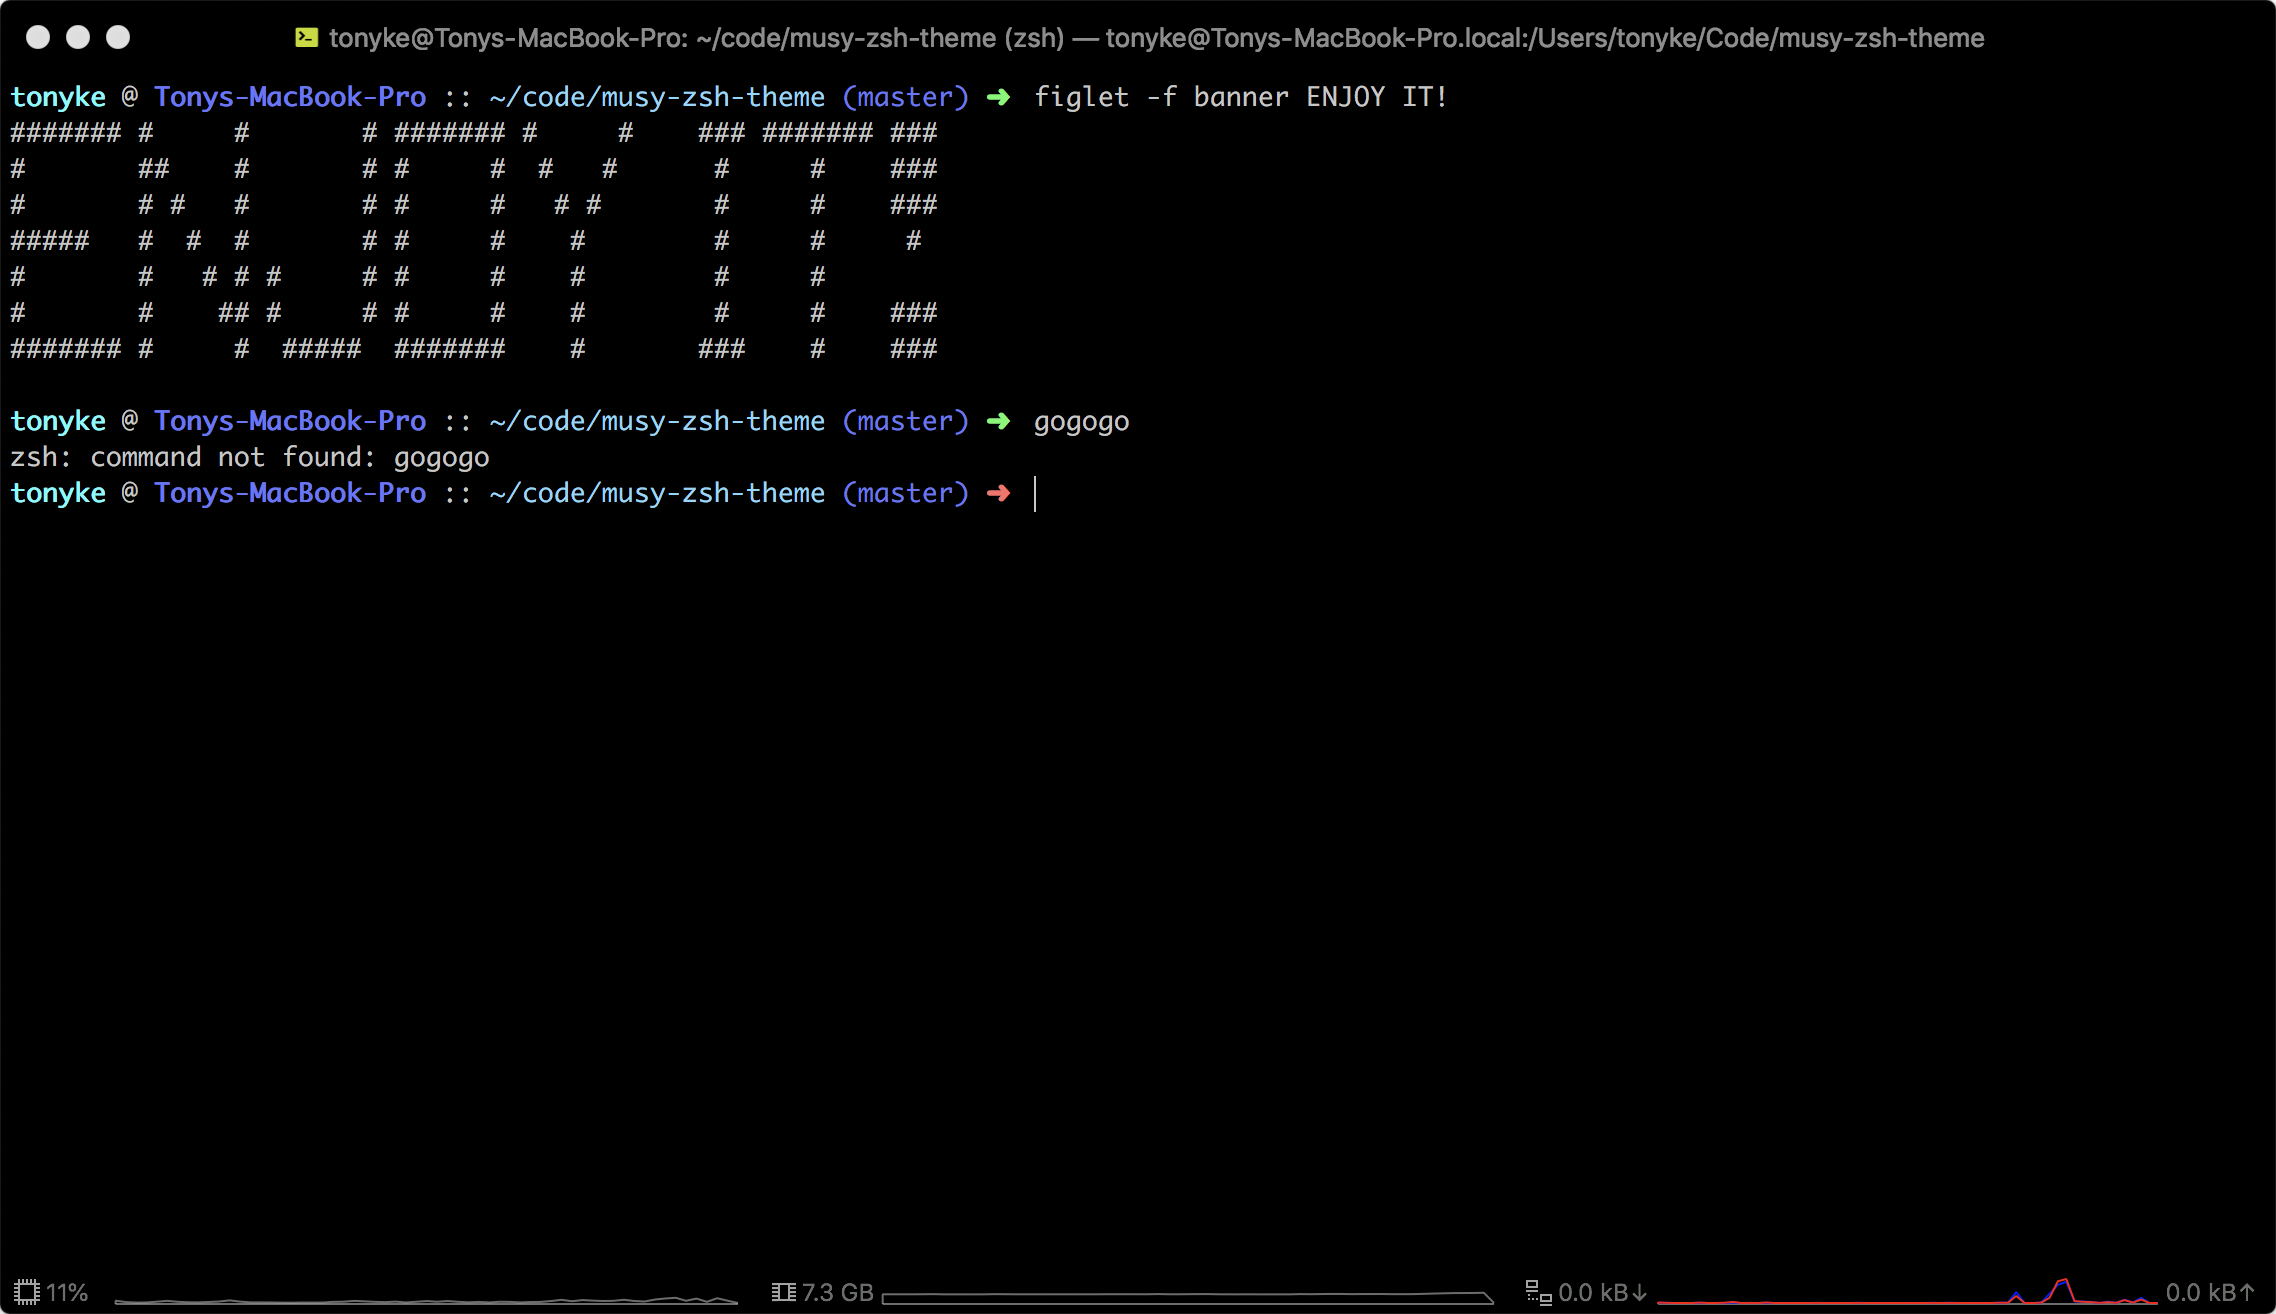 tonyke@Tonys-MacBook-Pro: ~/code/musy-zsh-theme (zsh) — tonyke@Tonys-MacBook-Pro.local:/Users/tonyke/Code/musy-zsh-theme
tonyke @ Tonys-MacBook-Pro :: ~/code/musy-zsh-theme (master) ➜ figlet -f banner ENJOY IT!
####### #     #       # ####### #     #    ### ####### ###
#       ##    #       # #     #  #   #      #     #    ###
#       # #   #       # #     #   # #       #     #    ###
#####   #  #  #       # #     #    #        #     #     #
#       #   # # #     # #     #    #        #     #
#       #    ## #     # #     #    #        #     #    ###
####### #     #  #####  #######    #       ###    #    ###
tonyke @ Tonys-MacBook-Pro :: ~/code/musy-zsh-theme (master) ➜ gogogo
zsh: command not found: gogogo
tonyke @ Tonys-MacBook-Pro :: ~/code/musy-zsh-theme (master) ➜
11% 7.3 GB 0.0 kB↓ 0.0 kB↑